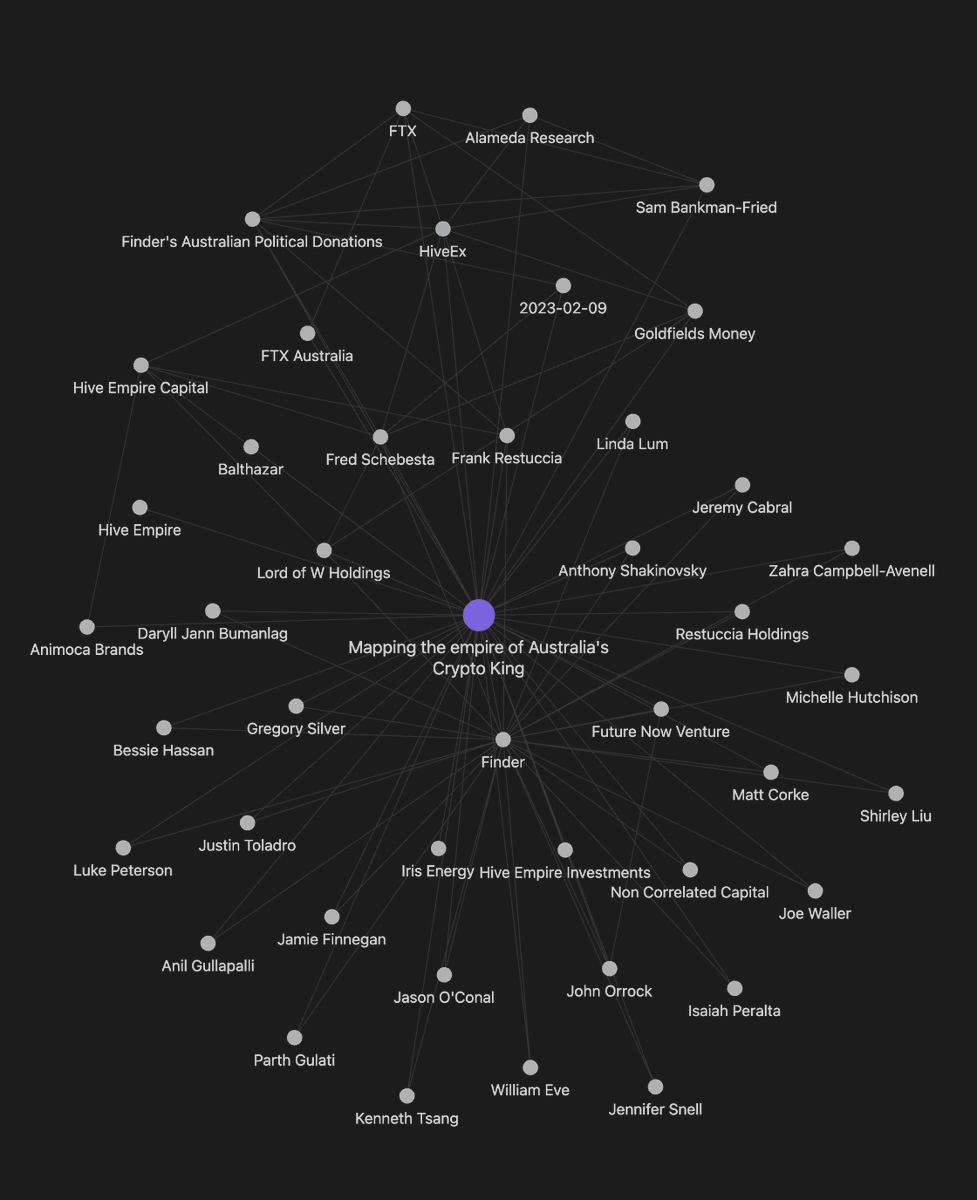 FTX
Alameda Research
Sam Bankman-Fried
Finder's Australian Political Donations
HiveEx
2023-02-09
Goldfields Money
FTX Australia
Hive Empire Capital
Linda Lum
Balthazar
Fred Schebesta
Frank Restuccia
Jeremy Cabral
Hive Empire
Lord of W Holdings
Anthony Shakinovsky
Zahra Campbell-Avenell
Daryll Jann Bumanlag
Restuccia Holdings
Animoca Brands
Mapping the empire of Australia's
Crypto King
Michelle Hutchison
Gregory Silver
Future Now Venture
Bessie Hassan
Finder
Matt Corke
Shirley Liu
Justin Toladro
Luke Peterson
Iris Energy
Hive Empire Investments
Non Correlated Capital
Joe Waller
Jamie Finnegan
Anil Gullapalli
Jason O'Conal
John Orrock
Isaiah Peralta
Parth Gulati
William Eve
Jennifer Snell
Kenneth Tsang